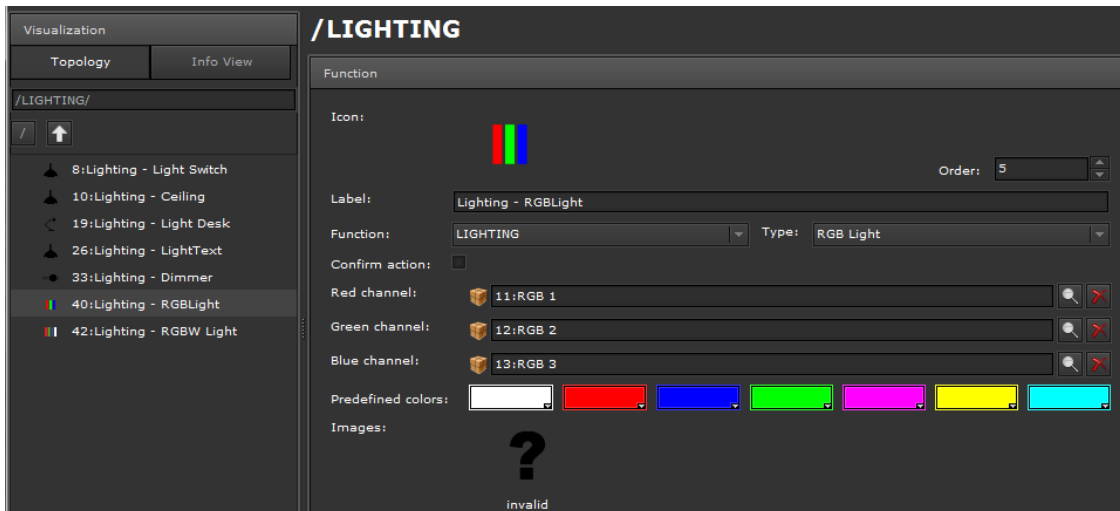 Visualization
Topology
Info View
/LIGHTING/
/
8:Lighting - Light Switch
10:Lighting - Ceiling
19:Lighting - Light Desk
26:Lighting - LightText
33:Lighting - Dimmer
40:Lighting - RGBLight
42:Lighting - RGBW Light
/LIGHTING
Function
Icon:
Order: 5
Label: Lighting - RGBLight
Function: LIGHTING Type: RGB Light
Confirm action:
Red channel: 11:RGB 1
Green channel: 12:RGB 2
Blue channel: 13:RGB 3
Predefined colors:
Images:
?
invalid